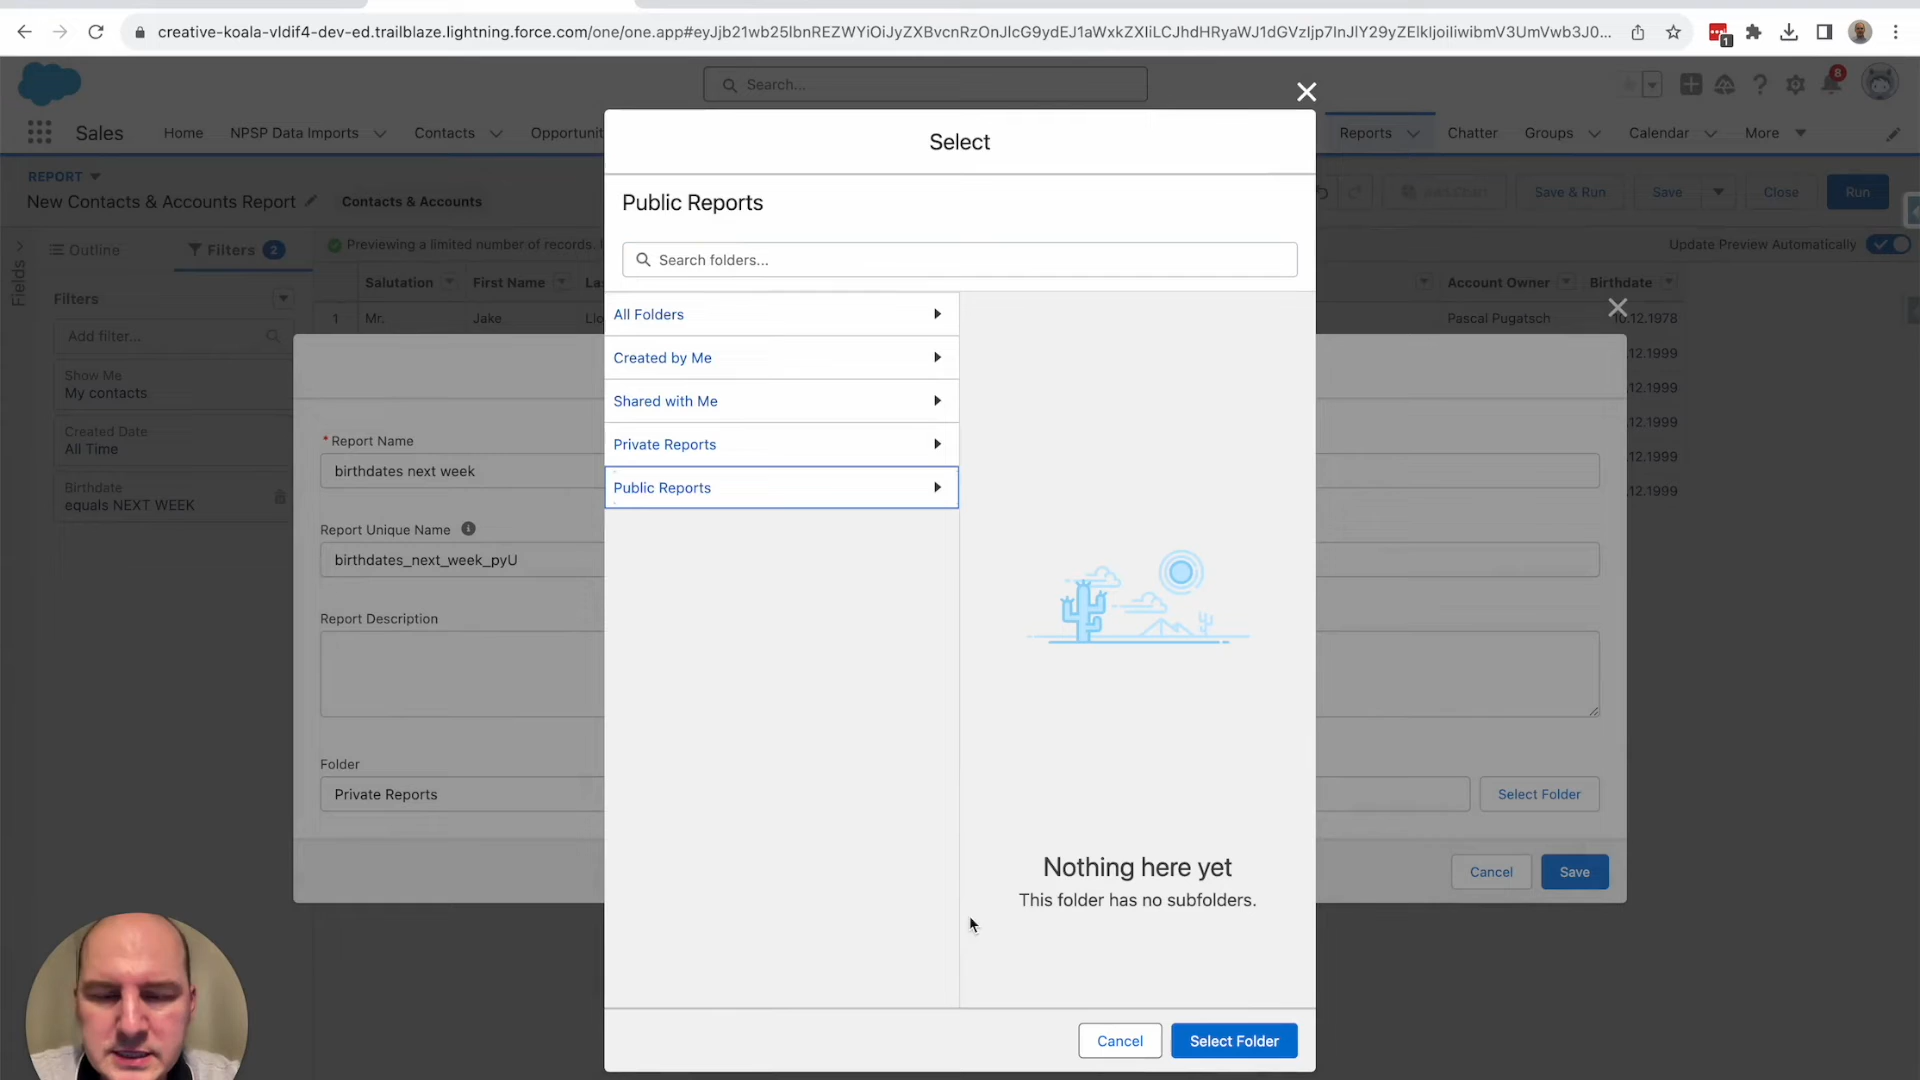 creative-koala-vldif4-dev-ed.trailblaze.lightning.force.com/one/one.app#eyJjb21wb25lbnREZWYiOiJyZXBvcnRzOnJlcG9ydEJ1aWxkZXIiLCJhdHRyaWJ1dGVzIjp7InJlY29yZElkIjoiIiwibmV3UmVwb3J0...
1
Search...
8
Sales
Home
NPSP Data Imports
Contacts
Opportunit
Reports
Chatter
Groups
Calendar
More
REPORT
New Contacts & Accounts Report
Contacts & Accounts
Add Chart
Save & Run
Save
Close
Run
Fields
Outline
Filters 2
Previewing a limited number of records.
Update Preview Automatically
Filters
Add filter...
Show Me
My contacts
Created Date
All Time
Birthdate
equals NEXT WEEK
Salutation
First Name
La
Account Owner
Birthdate
1
Mr.
Jake
Llo
Pascal Pugatsch
10.12.1978
.12.1999
.12.1999
.12.1999
.12.1999
.12.1999
* Report Name
birthdates next week
Report Unique Name
birthdates_next_week_pyU
Report Description
Folder
Private Reports
Select Folder
Cancel
Save
Select
Public Reports
Search folders...
All Folders
Created by Me
Shared with Me
Private Reports
Public Reports
Nothing here yet
This folder has no subfolders.
Cancel
Select Folder